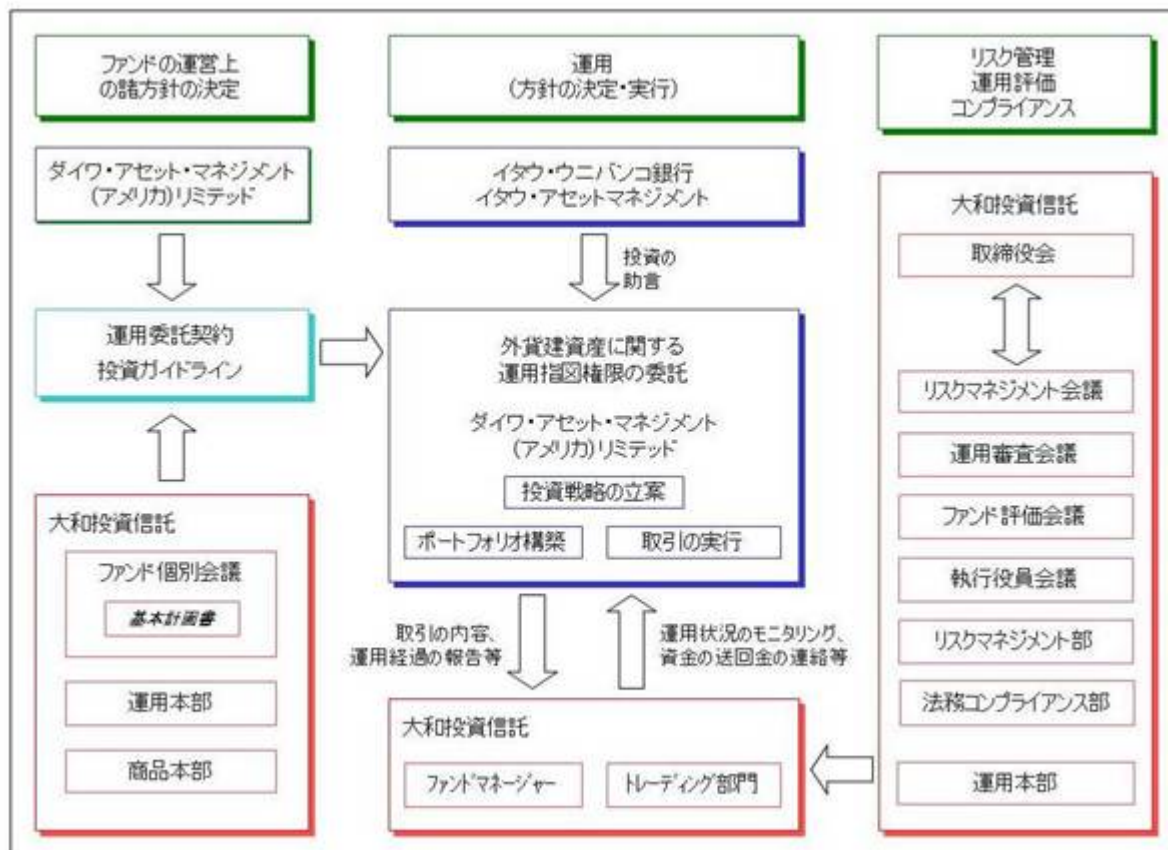 ファンドの運営上
の諸方針の決定
運用
(方針の決定・実行)
リスク管理
運用評価
コンプライアンス
ダイワ・アセット・マネジメント
(アメリカ)リミテッド
イタウ・ウニバンコ銀行
イタウ・アセットマネジメント
投資の
助言
運用委託契約
投資ガイドライン
外貨建資産に関する
運用指図権限の委託
ダイワ・アセット・マネジメント
(アメリカ)リミテッド
投資戦略の立案
ポートフォリオ構築
取引の実行
大和投資信託
ファンド個別会議
基本計画書
運用本部
商品本部
取引の内容、
運用経過の報告等
運用状況のモニタリング、
資金の送回金の連絡等
大和投資信託
ファンドマネージャー
トレーディング部門
大和投資信託
取締役会
リスクマネジメント会議
運用審査会議
ファンド評価会議
執行役員会議
リスクマネジメント部
法務コンプライアンス部
運用本部